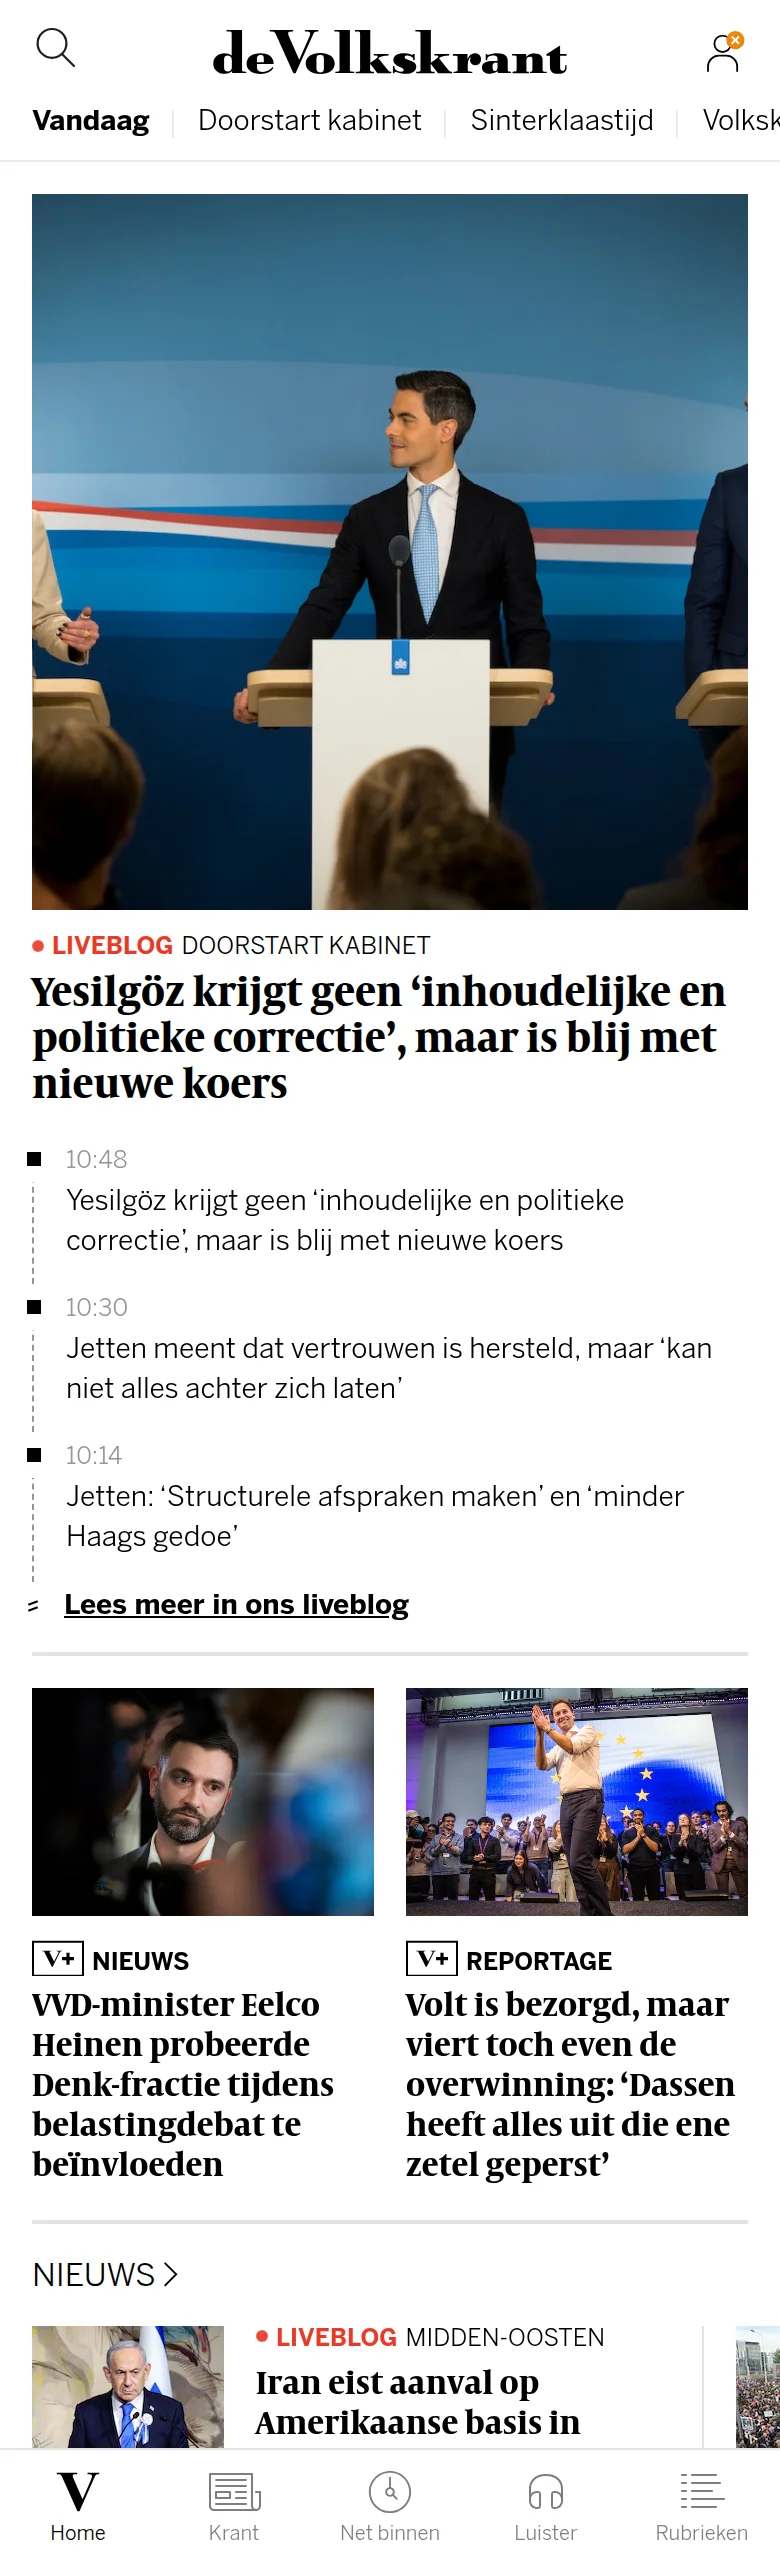 deVolkskrant
Vandaag
Doorstart kabinet
Sinterklaastijd
LIVEBLOG DOORSTART KABINET
Yesilgöz krijgt geen ‘inhoudelijke en
politieke correctie’, maar is blij met
nieuwe koers
10:48
Yesilgöz krijgt geen ‘inhoudelijke en politieke
correctie’, maar is blij met nieuwe koers
10:30
Jetten meent dat vertrouwen is hersteld, maar ‘kan
niet alles achter zich laten’
10:14
Jetten: ‘Structurele afspraken maken’ en ‘minder
Haags gedoe’
Lees meer in ons liveblog
V+ NIEUWS
VVD-minister Eelco
Heinen probeerde
Denk-fractie tijdens
belastingdebat te
beïnvloeden
V+ REPORTAGE
Volt is bezorgd, maar
viert toch even de
overwinning: ‘Dassen
heeft alles uit die ene
zetel geperst’
NIEUWS
LIVEBLOG MIDDEN-OOSTEN
Iran eist aanval op
Amerikaanse basis in
V
Home
Krant
Net binnen
Luister
Rubrieken